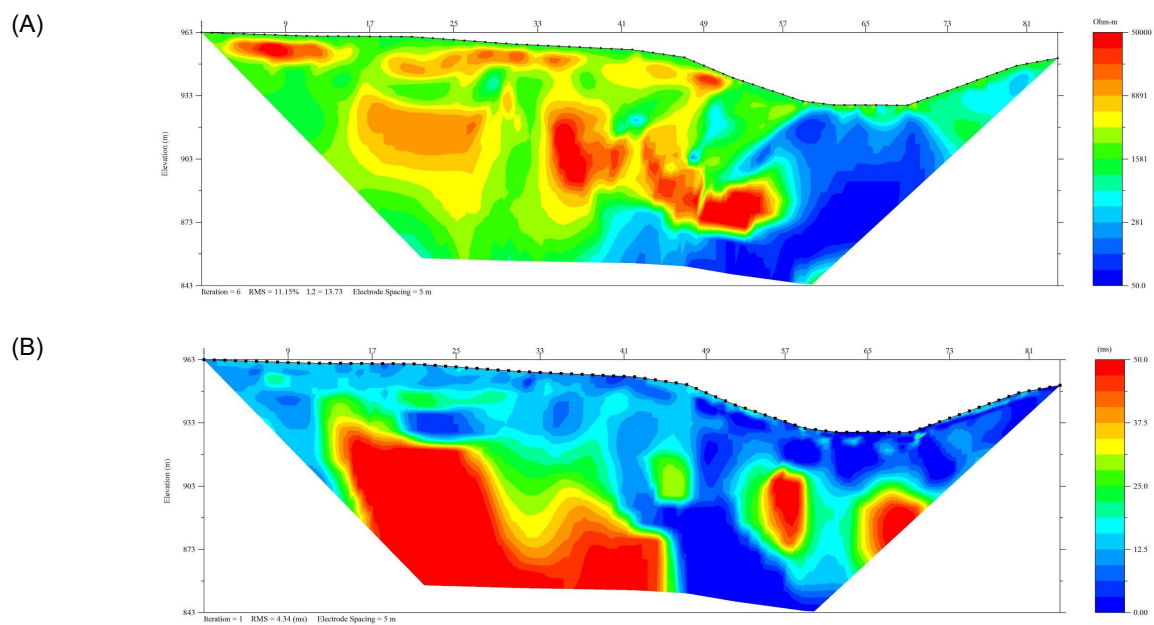 (A)
1 9 17 25 33 41 49 57 65 73 81
Ohm-m
963
933
903
873
843
Elevation (m)
50000
8891
1581
281
50.0
Iteration = 6 RMS = 11.15% L2 = 13.73 Electrode Spacing = 5 m
(B)
1 9 17 25 33 41 49 57 65 73 81
(ms)
963
933
903
873
843
Elevation (m)
50.0
37.5
25.0
12.5
0.00
Iteration = 1 RMS = 4.34 (ms) Electrode Spacing = 5 m